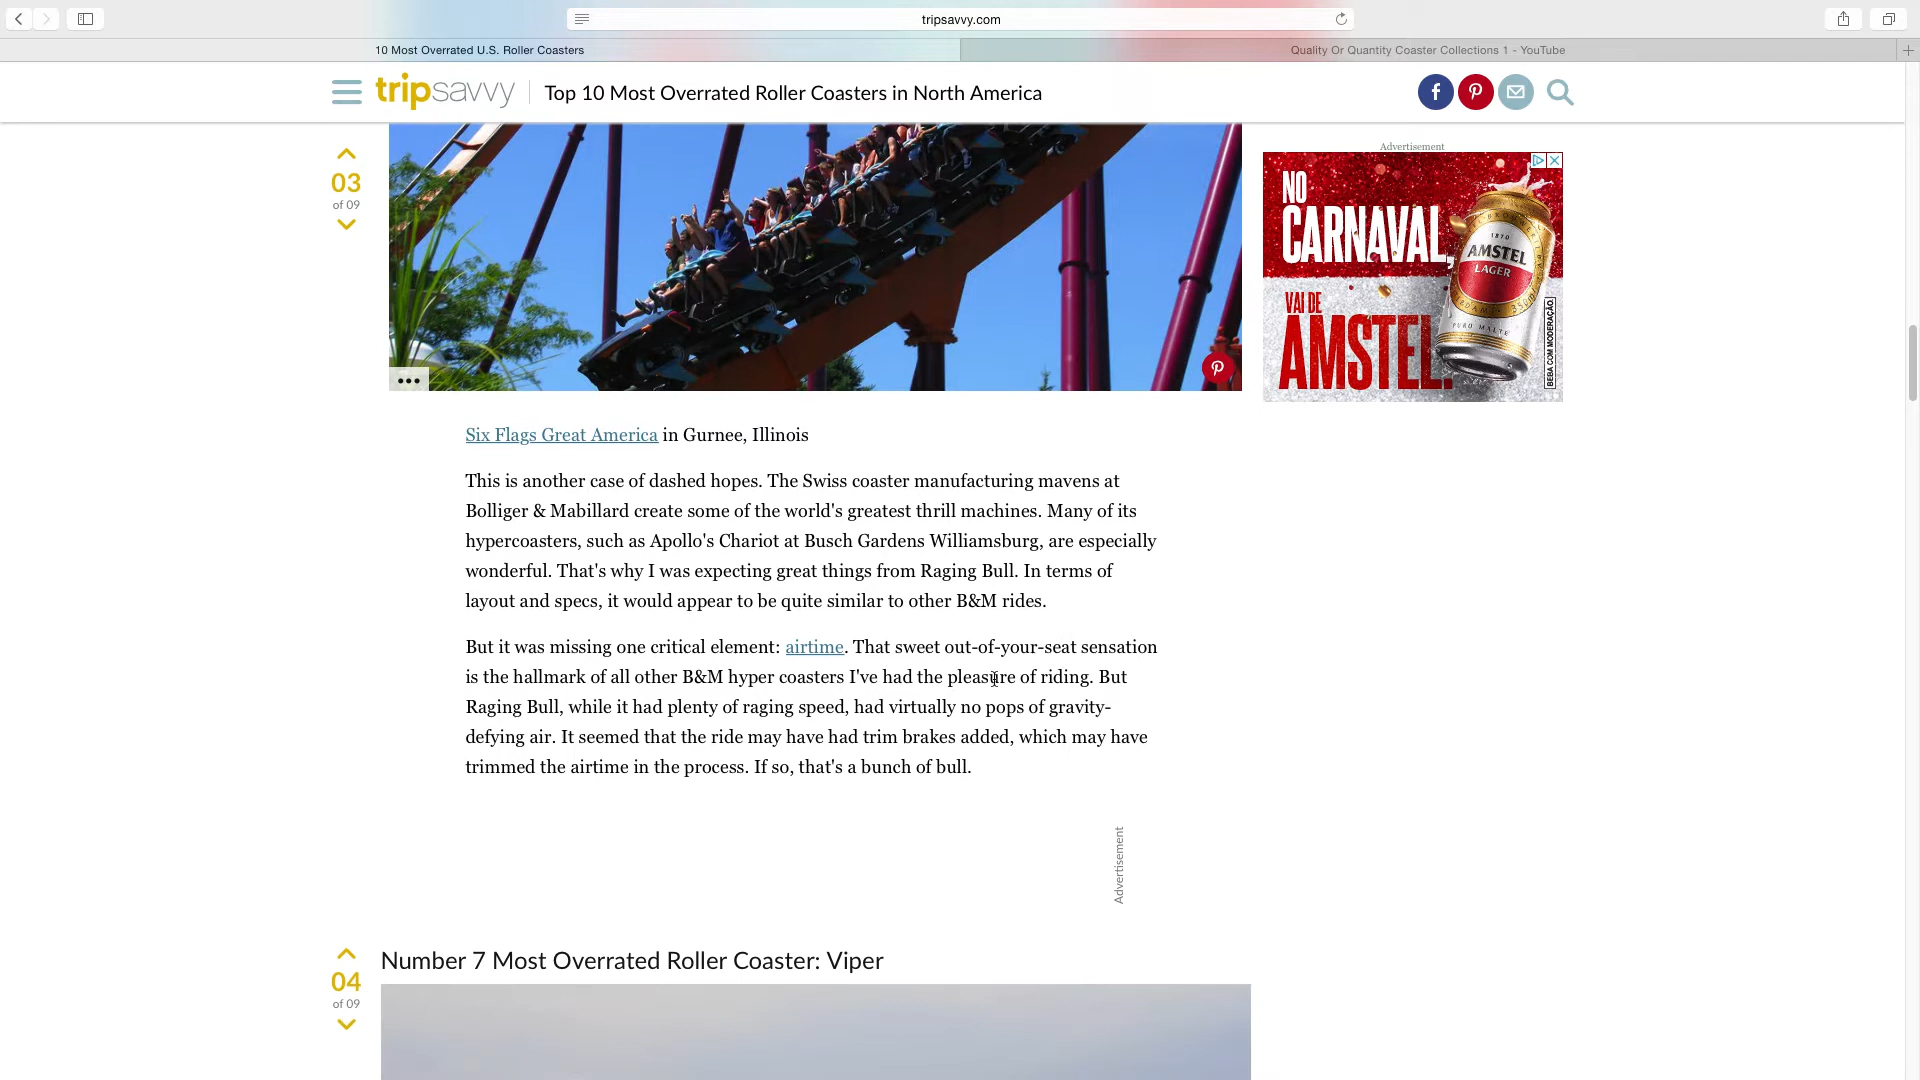 tripsavvy.com
10 Most Overrated U.S. Roller Coasters
Quality Or Quantity Coaster Collections 1 - YouTube
tripsavvy
Top 10 Most Overrated Roller Coasters in North America
03
of 09
Advertisement
NO
CARNAVAL,
VAI DE
AMSTEL.
1870
AMSTEL
LAGER
PURO MALTE
350ml
BEBA COM MODERAÇÃO.
Six Flags Great America in Gurnee, Illinois
This is another case of dashed hopes. The Swiss coaster manufacturing mavens at
Bolliger & Mabillard create some of the world's greatest thrill machines. Many of its
hypercoasters, such as Apollo's Chariot at Busch Gardens Williamsburg, are especially
wonderful. That's why I was expecting great things from Raging Bull. In terms of
layout and specs, it would appear to be quite similar to other B&M rides.
But it was missing one critical element: airtime. That sweet out-of-your-seat sensation
is the hallmark of all other B&M hyper coasters I've had the pleasure of riding. But
Raging Bull, while it had plenty of raging speed, had virtually no pops of gravity-
defying air. It seemed that the ride may have had trim brakes added, which may have
trimmed the airtime in the process. If so, that's a bunch of bull.
Advertisement
04
of 09
Number 7 Most Overrated Roller Coaster: Viper